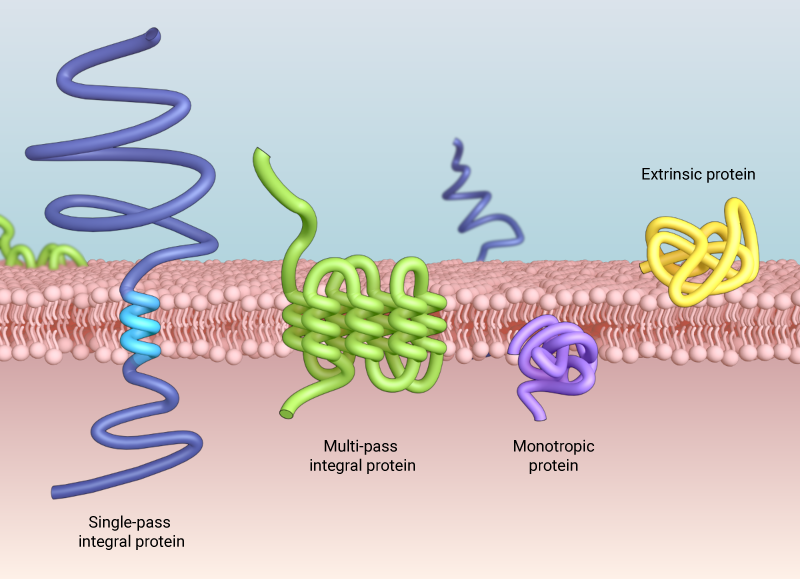 Extrinsic protein
Multi-pass
integral protein
Monotropic
protein
Single-pass
integral protein